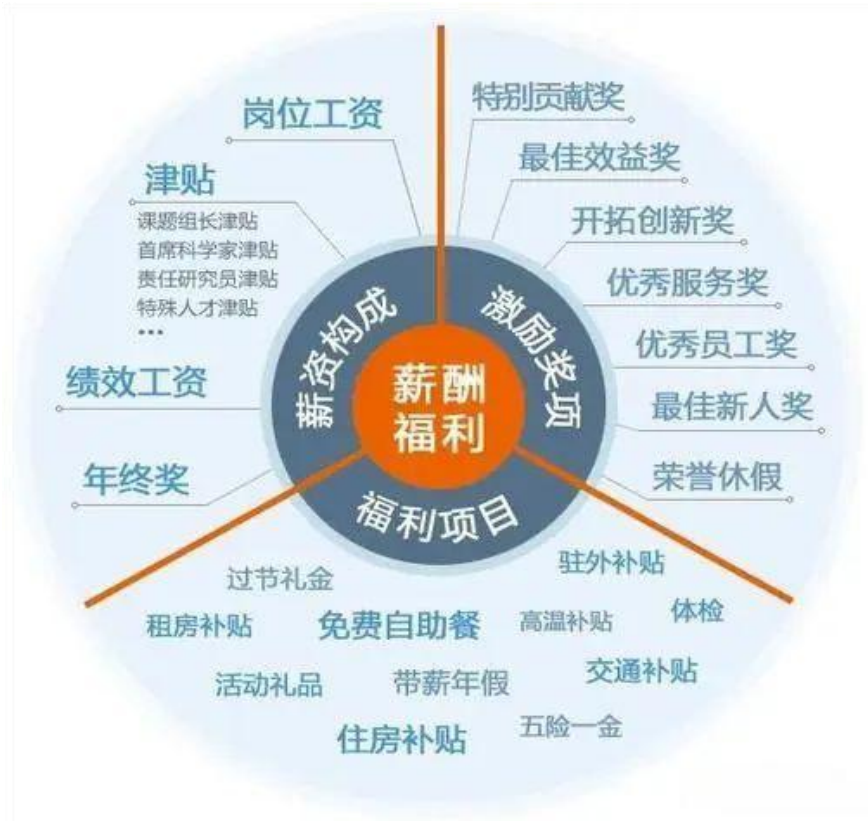 岗位工资
津贴
课题组长津贴
首席科学家津贴
责任研究员津贴
特殊人才津贴
•••
绩效工资
年终奖
特别贡献奖
最佳效益奖
开拓创新奖
优秀服务奖
优秀员工奖
最佳新人奖
荣誉休假
薪资构成
激励奖项
薪酬
福利
福利项目
过节礼金
驻外补贴
租房补贴
免费自助餐
高温补贴
体检
活动礼品
带薪年假
交通补贴
住房补贴
五险一金